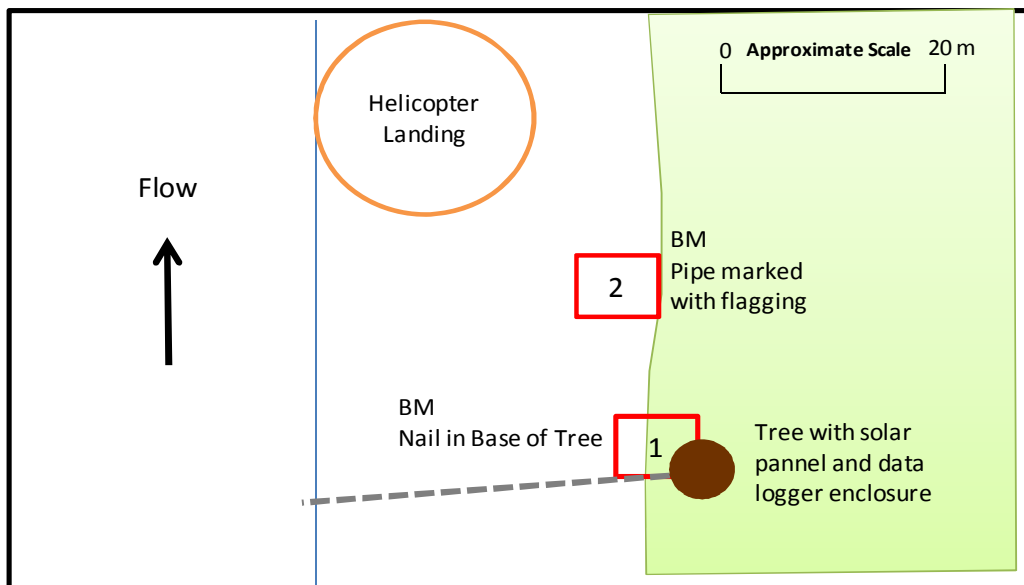 0 Approximate Scale 20 m
Helicopter
Landing
Flow
BM
Pipe marked
with flagging
2
BM
Nail in Base of Tree
1
Tree with solar
pannel and data
logger enclosure